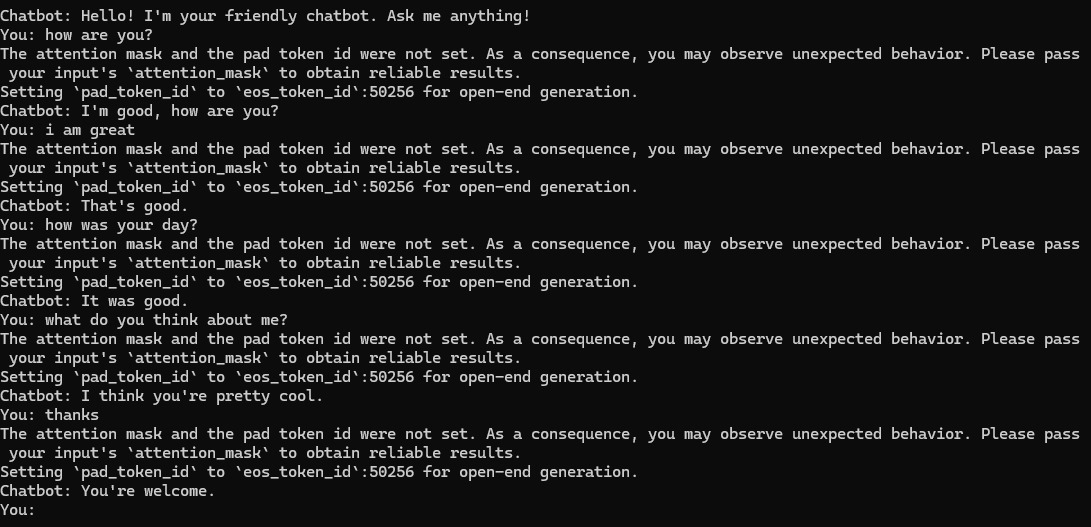 Chatbot: Hello! I'm your friendly chatbot. Ask me anything!
You: how are you?
The attention mask and the pad token id were not set. As a consequence, you may observe unexpected behavior. Please pass
 your input's `attention_mask` to obtain reliable results.
Setting `pad_token_id` to `eos_token_id`:50256 for open-end generation.
Chatbot: I'm good, how are you?
You: i am great
The attention mask and the pad token id were not set. As a consequence, you may observe unexpected behavior. Please pass
 your input's `attention_mask` to obtain reliable results.
Setting `pad_token_id` to `eos_token_id`:50256 for open-end generation.
Chatbot: That's good.
You: how was your day?
The attention mask and the pad token id were not set. As a consequence, you may observe unexpected behavior. Please pass
 your input's `attention_mask` to obtain reliable results.
Setting `pad_token_id` to `eos_token_id`:50256 for open-end generation.
Chatbot: It was good.
You: what do you think about me?
The attention mask and the pad token id were not set. As a consequence, you may observe unexpected behavior. Please pass
 your input's `attention_mask` to obtain reliable results.
Setting `pad_token_id` to `eos_token_id`:50256 for open-end generation.
Chatbot: I think you're pretty cool.
You: thanks
The attention mask and the pad token id were not set. As a consequence, you may observe unexpected behavior. Please pass
 your input's `attention_mask` to obtain reliable results.
Setting `pad_token_id` to `eos_token_id`:50256 for open-end generation.
Chatbot: You're welcome.
You: